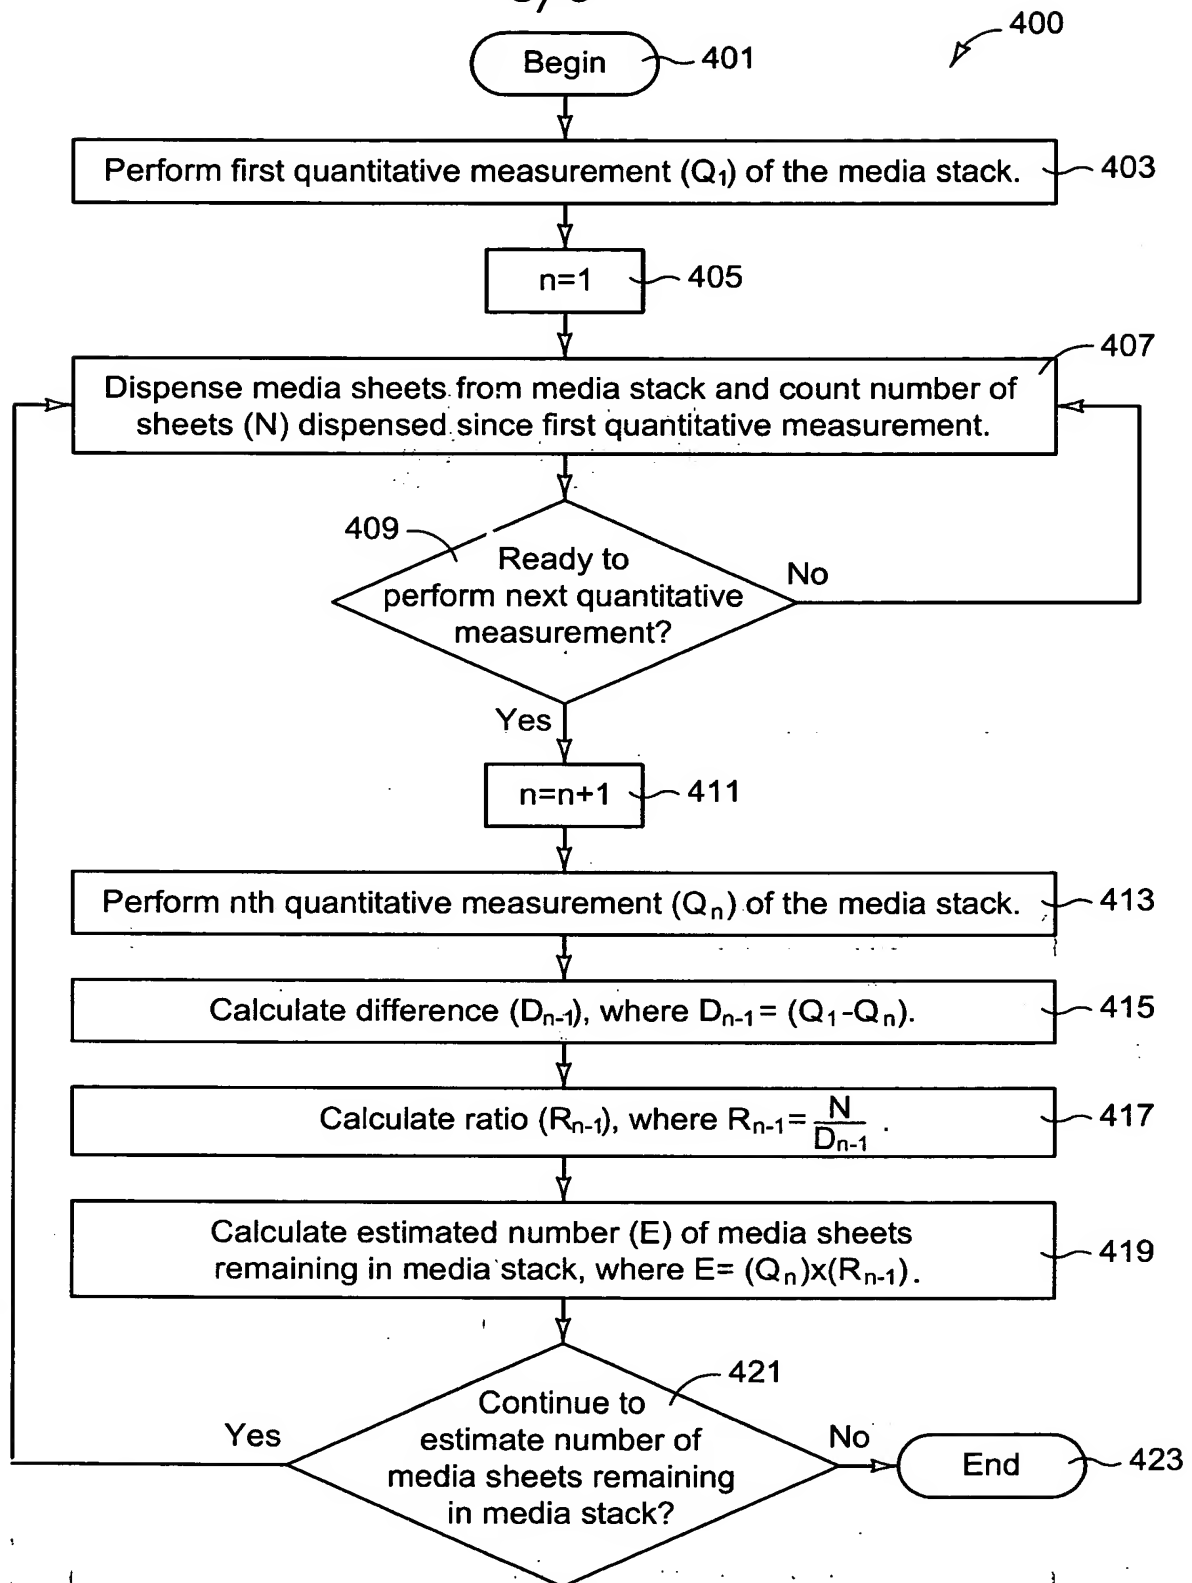 400
Begin
401
Perform first quantitative measurement (Q1) of the media stack.
403
n=1
405
407
Dispense media sheets from media stack and count number of
sheets (N) dispensed since first quantitative measurement.
409
Ready to
perform next quantitative
measurement?
No
Yes
n=n+1
411
Perform nth quantitative measurement (Qn) of the media stack.
413
Calculate difference (Dn-1), where Dn-1= (Q1-Qn).
415
Calculate ratio (Rn-1), where Rn-1= N/Dn-1 .
417
Calculate estimated number (E) of media sheets
remaining in media stack, where E= (Qn)x(Rn-1).
419
421
Continue to
estimate number of
media sheets remaining
in media stack?
Yes
No
End
423